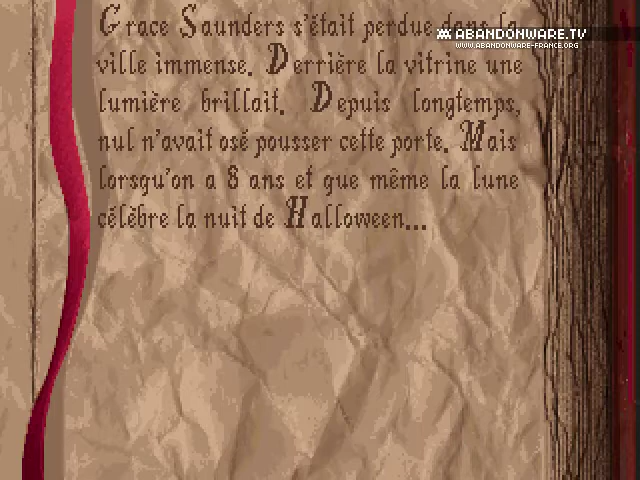 Grace Saunders s'était perdue dans la
ABANDONWARE.TV
WWW.ABANDONWARE-FRANCE.ORG
ville immense. Derrière la vitrine une
lumière brillait. Depuis longtemps,
nul n'avait osé pousser cette porte. Mais
lorsqu'on a 8 ans et que même la lune
célèbre la nuit de Halloween...